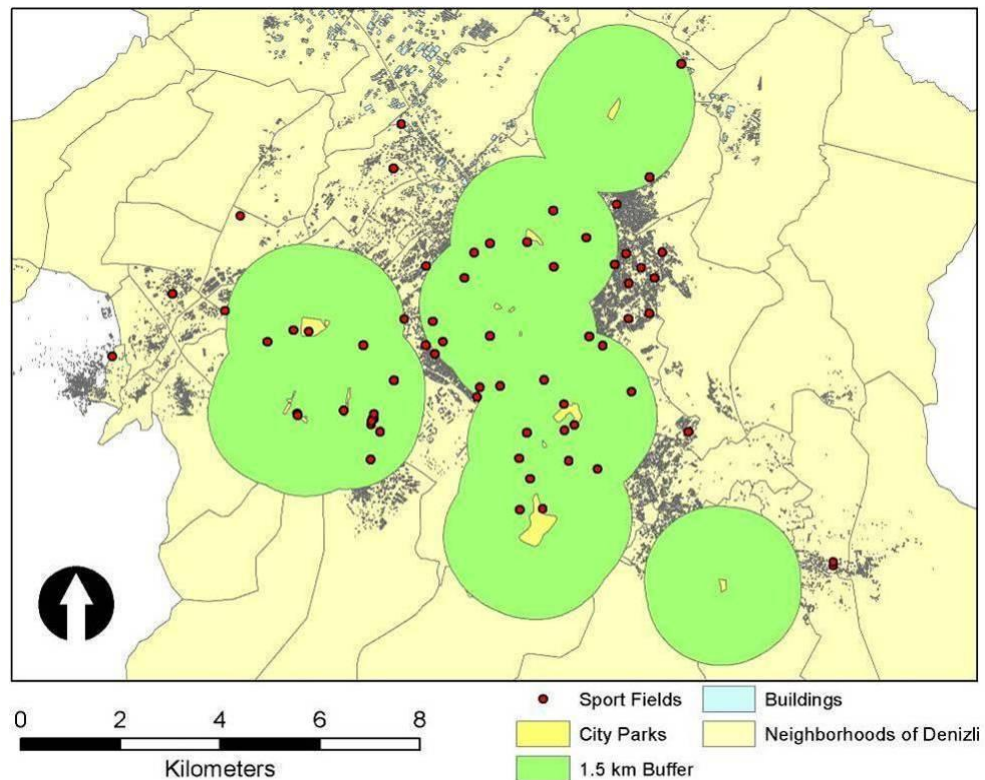 0 2 4 6 8
Kilometers
Sport Fields
Buildings
City Parks
Neighborhoods of Denizli
1.5 km Buffer